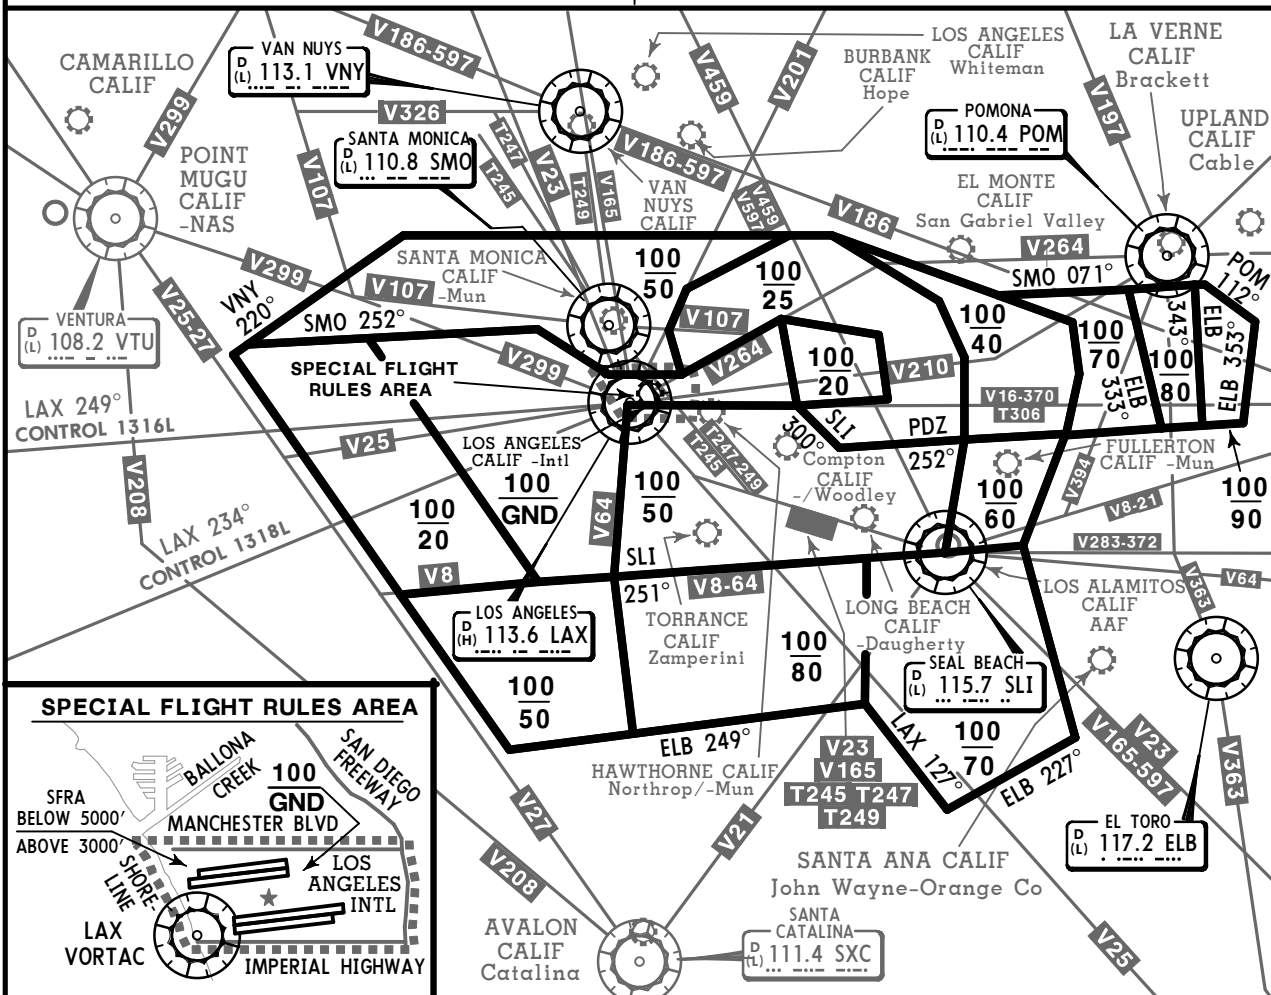 CAMARILLO
CALIF
V299
POINT
MUGU
CALIF
-NAS
VAN NUYS
D
(L) 113.1 VNY
V186-597
V326
SANTA MONICA
D
(L) 110.8 SMO
T247
T245
V23
T249
V165
V107
VAN
NUYS
CALIF
V186-597
V459
V201
LOS ANGELES
CALIF
Whiteman
BURBANK
CALIF
Hope
V459
V597
V186
LA VERNE
CALIF
Brackett
V197
UPLAND
CALIF
Cable
POMONA
D
(L) 110.4 POM
EL MONTE
CALIF
San Gabriel Valley
V264
SMO 071°
POM
112°
V299
V25-27
VNY
220°
VENTURA
D
(L) 108.2 VTU
SANTA MONICA
CALIF
-Mun
V107
SMO 252°
100
50
100
25
V107
V264
100
40
100
70
343°
ELB
100
80
ELB
333°
ELB 353°
SPECIAL FLIGHT
RULES AREA
V299
100
20
V210
V16-370
T306
LAX 249°
CONTROL 1316L
V25
V208
LOS ANGELES
CALIF -Intl
100
GND
T247-249
T245
300°
SLI
PDZ
252°
Compton
CALIF
-/Woodley
FULLERTON
CALIF -Mun
V394
V8-21
100
90
LAX 234°
CONTROL 1318L
100
20
V8
V64
100
50
SLI
251°
V8-64
100
60
V283-372
V64
V363
LOS ANGELES
D
(H) 113.6 LAX
TORRANCE
CALIF
Zamperini
100
80
LONG BEACH
CALIF
-Daugherty
LOS ALAMITOS
CALIF
AAF
SEAL BEACH
D
(L) 115.7 SLI
100
50
ELB 249°
HAWTHORNE CALIF
Northrop/-Mun
V23
V165
T245 T247
T249
LAX 127°
100
70
ELB 227°
V23
V165-597
V363
EL TORO
D
(L) 117.2 ELB
V27
V21
V208
SANTA ANA CALIF
John Wayne-Orange Co
V25
AVALON
CALIF
Catalina
SANTA
CATALINA
D
(L) 111.4 SXC
SPECIAL FLIGHT RULES AREA
BALLONA
CREEK
100
GND
SAN DIEGO
FREEWAY
SFRA
BELOW 5000'
ABOVE 3000'
MANCHESTER BLVD
SHORE-
LINE
LOS
ANGELES
INTL
LAX
VORTAC
IMPERIAL HIGHWAY